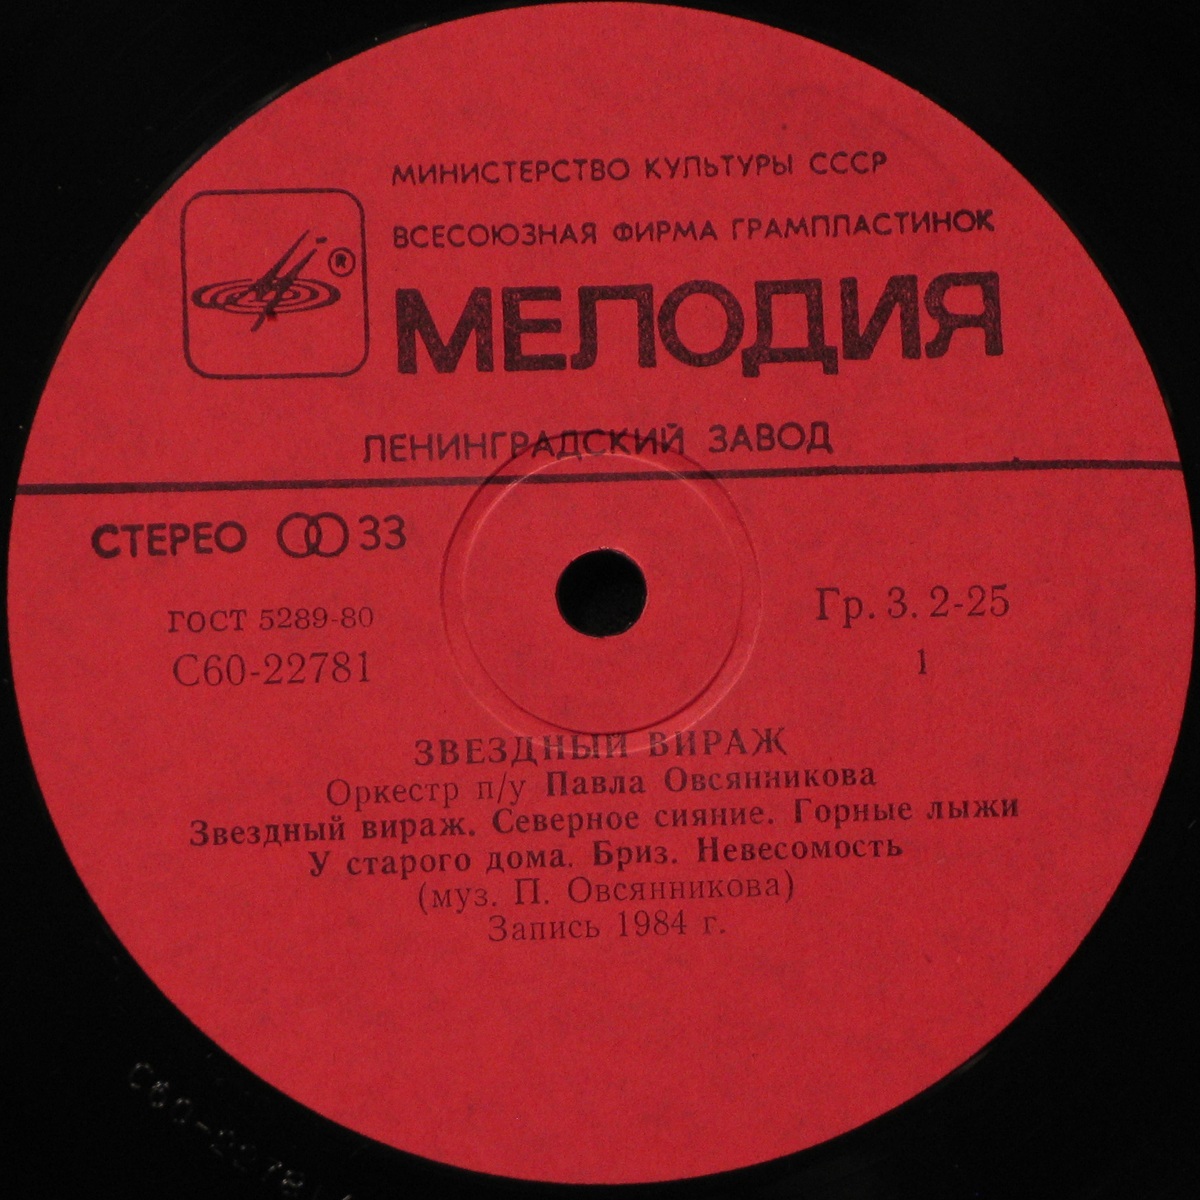 МИНИСТЕРСТВО КУЛЬТУРЫ СССР
ВСЕСОЮЗНАЯ ФИРМА ГРАМПЛАСТИНОК
®
МЕЛОДИЯ
ЛЕНИНГРАДСКИЙ ЗАВОД
СТЕРЕО 33
ГОСТ 5289-80
Гр. 3. 2-25
С60-22781
1
ЗВЕЗДНЫЙ ВИРАЖ
Оркестр п/у Павла Овсянникова
Звездный вираж. Северное сияние. Горные лыжи
У старого дома. Бриз. Невесомость
(муз. П. Овсянникова)
Запись 1984 г.
С60-2278